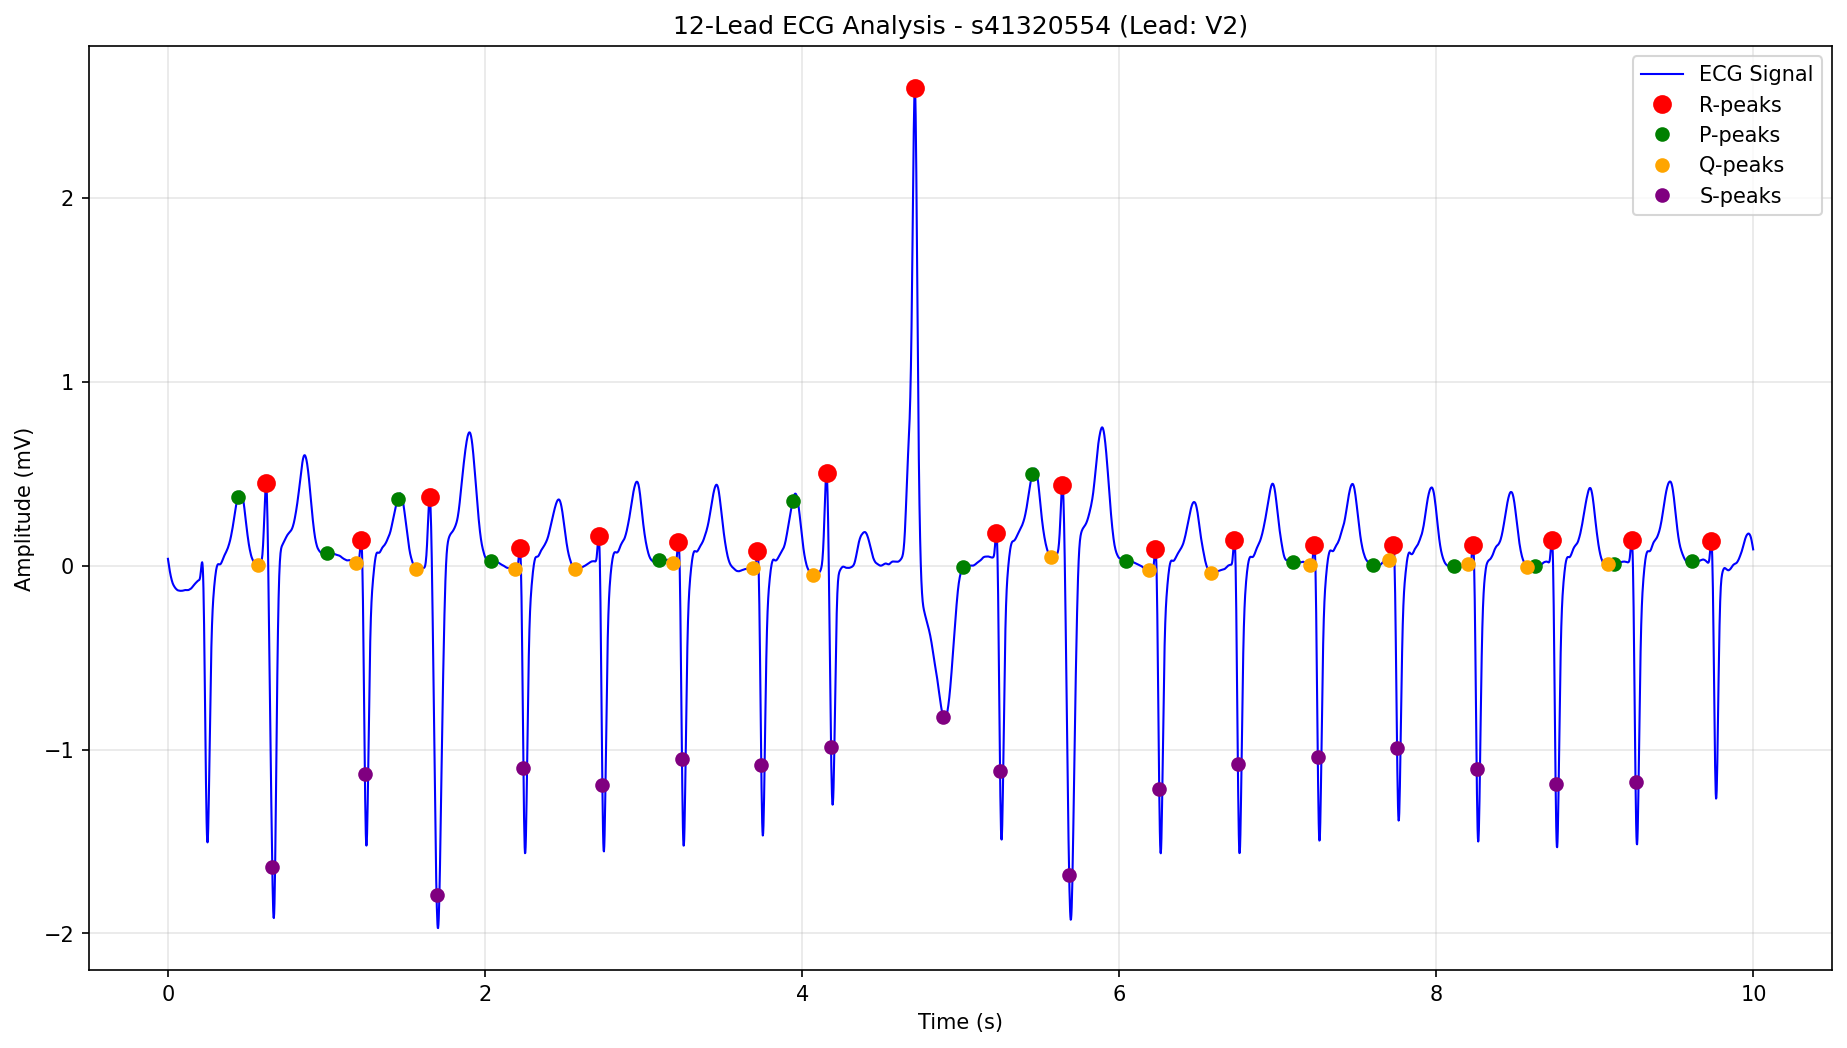 12-Lead ECG Analysis - s41320554 (Lead: V2)
ECG Signal
R-peaks
P-peaks
Q-peaks
S-peaks
Amplitude (mV)
2
1
0
−1
−2
0 2 4 6 8 10
Time (s)